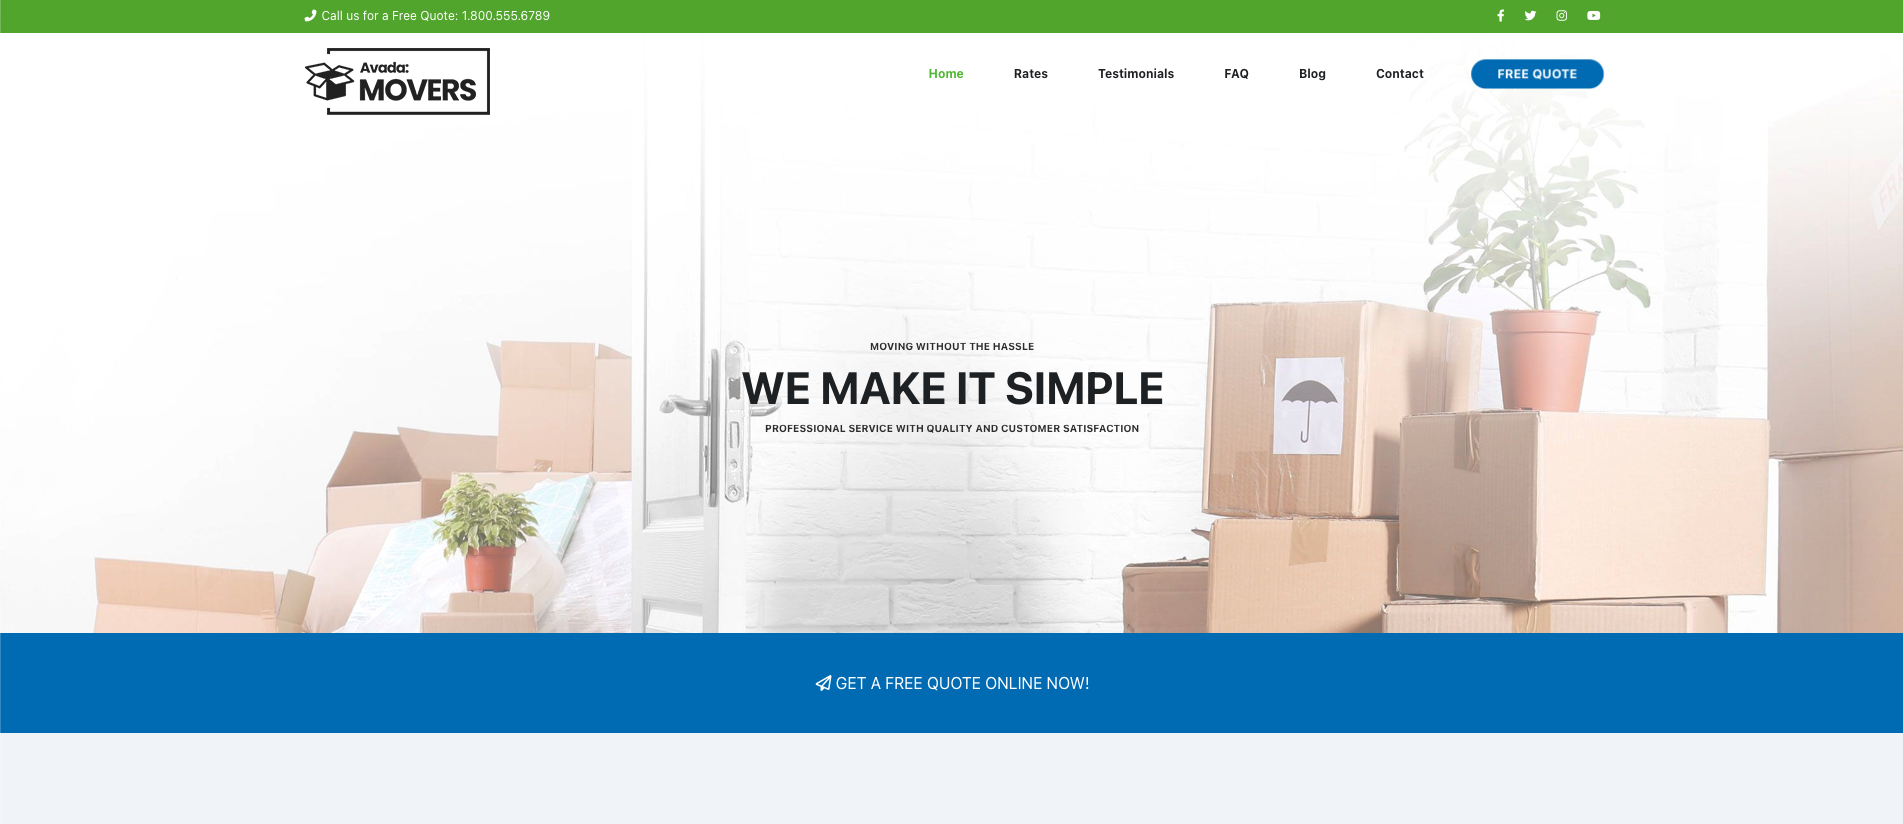 Call us for a Free Quote: 1.800.555.6789
Avada:
MOVERS
Home
Rates
Testimonials
FAQ
Blog
Contact
FREE QUOTE
MOVING WITHOUT THE HASSLE
WE MAKE IT SIMPLE
PROFESSIONAL SERVICE WITH QUALITY AND CUSTOMER SATISFACTION
GET A FREE QUOTE ONLINE NOW!